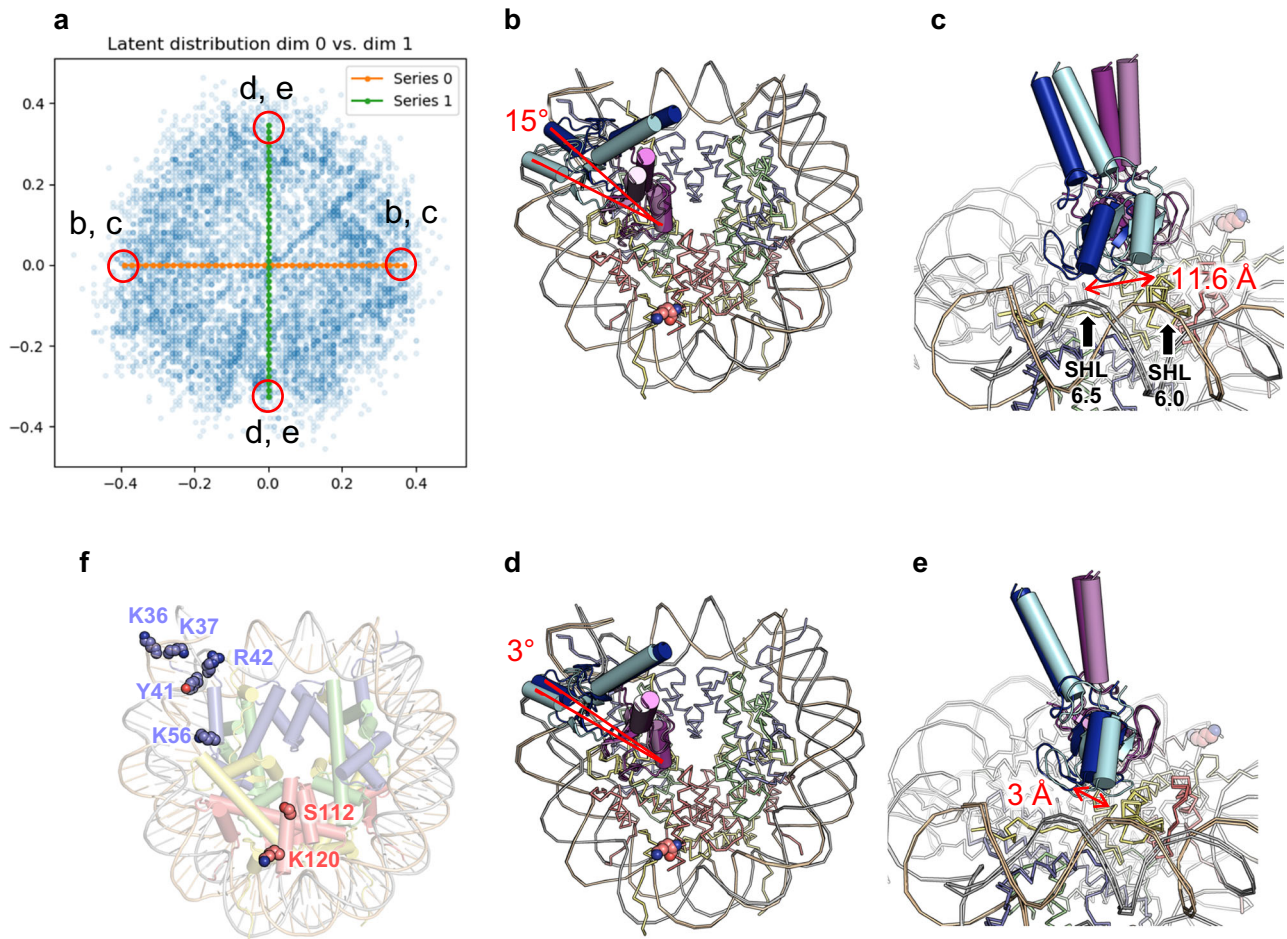 a
Latent distribution dim 0 vs. dim 1
Series 0
Series 1
d, e
b, c
b, c
d, e
0.4
0.2
0.0
−0.2
−0.4
−0.4
−0.2
0.0
0.2
0.4
b
15°
c
11.6 Å
SHL
6.5
SHL
6.0
f
K36
K37
R42
Y41
K56
S112
K120
d
3°
e
3 Å